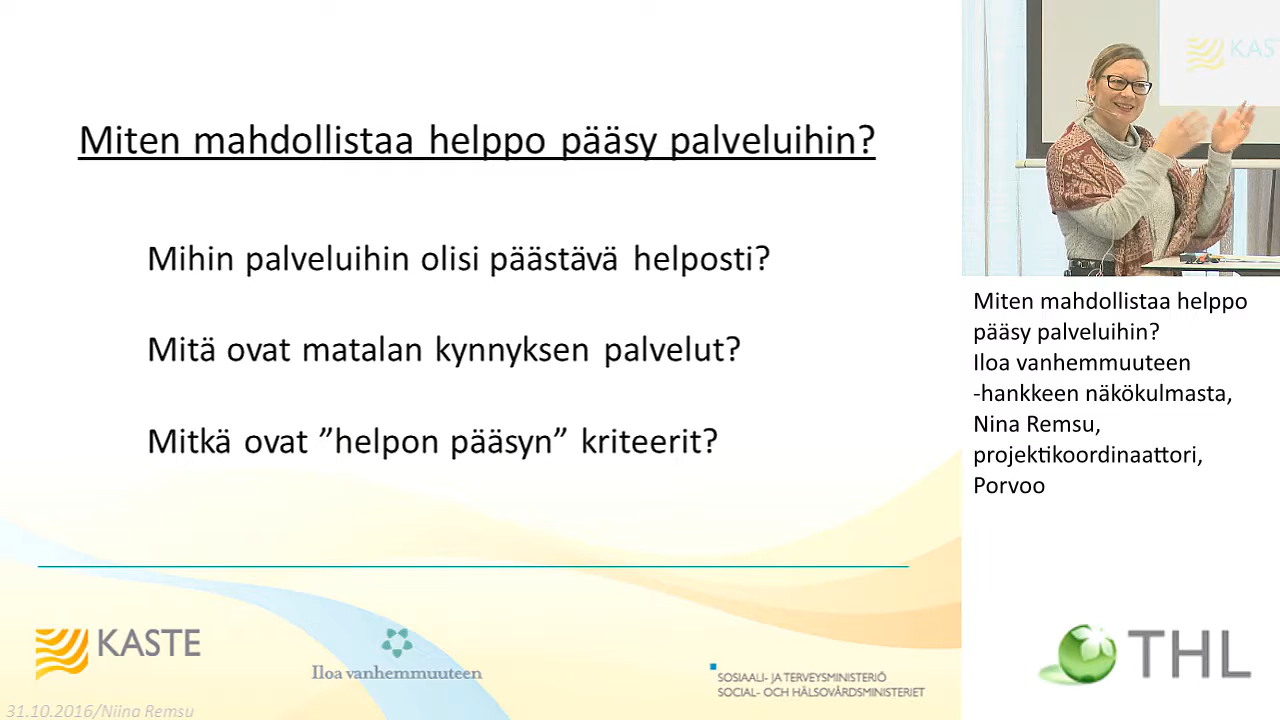 Miten mahdollistaa helppo pääsy palveluihin?
Mihin palveluihin olisi päästävä helposti?
Mitä ovat matalan kynnyksen palvelut?
Mitkä ovat ”helpon pääsyn” kriteerit?
KASTE
Iloa vanhemmuuteen
SOSIAALI- JA TERVEYSMINISTERIÖ
SOCIAL- OCH HÄLSOVÅRDSMINISTERIET
31.10.2016/Niina Remsu
KAS
Miten mahdollistaa helppo
pääsy palveluihin?
Iloa vanhemmuuteen
-hankkeen näkökulmasta,
Nina Remsu,
projektikoordinaattori,
Porvoo
THL